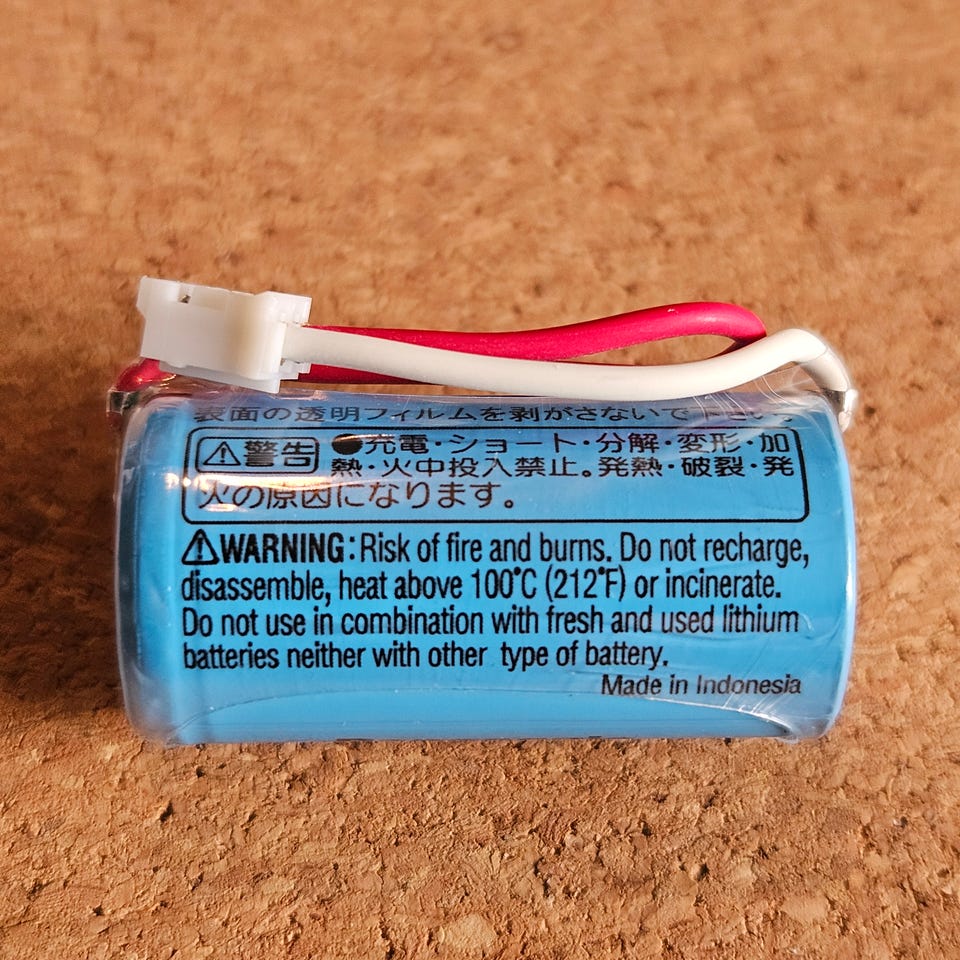 表面の透明フィルムを剥がさないで下さい
⚠警告 ●充電・ショート・分解・変形・加
熱・火中投入禁止。発熱・破裂・発
火の原因になります。
⚠WARNING:Risk of fire and burns. Do not recharge,
disassemble, heat above 100°C (212°F) or incinerate.
Do not use in combination with fresh and used lithium
batteries neither with other type of battery.
Made in Indonesia